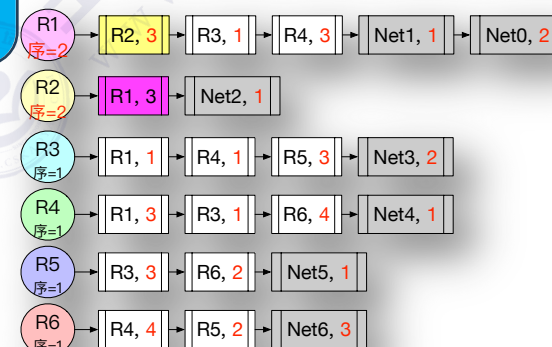 R1
序=2
R2, 3
R3, 1
R4, 3
Net1, 1
Net0, 2
R2
序=2
R1, 3
Net2, 1
R3
序=1
R1, 1
R4, 1
R5, 3
Net3, 2
R4
序=1
R1, 3
R3, 1
R6, 4
Net4, 1
R5
序=1
R3, 3
R6, 2
Net5, 1
R6
序=1
R4, 4
R5, 2
Net6, 3